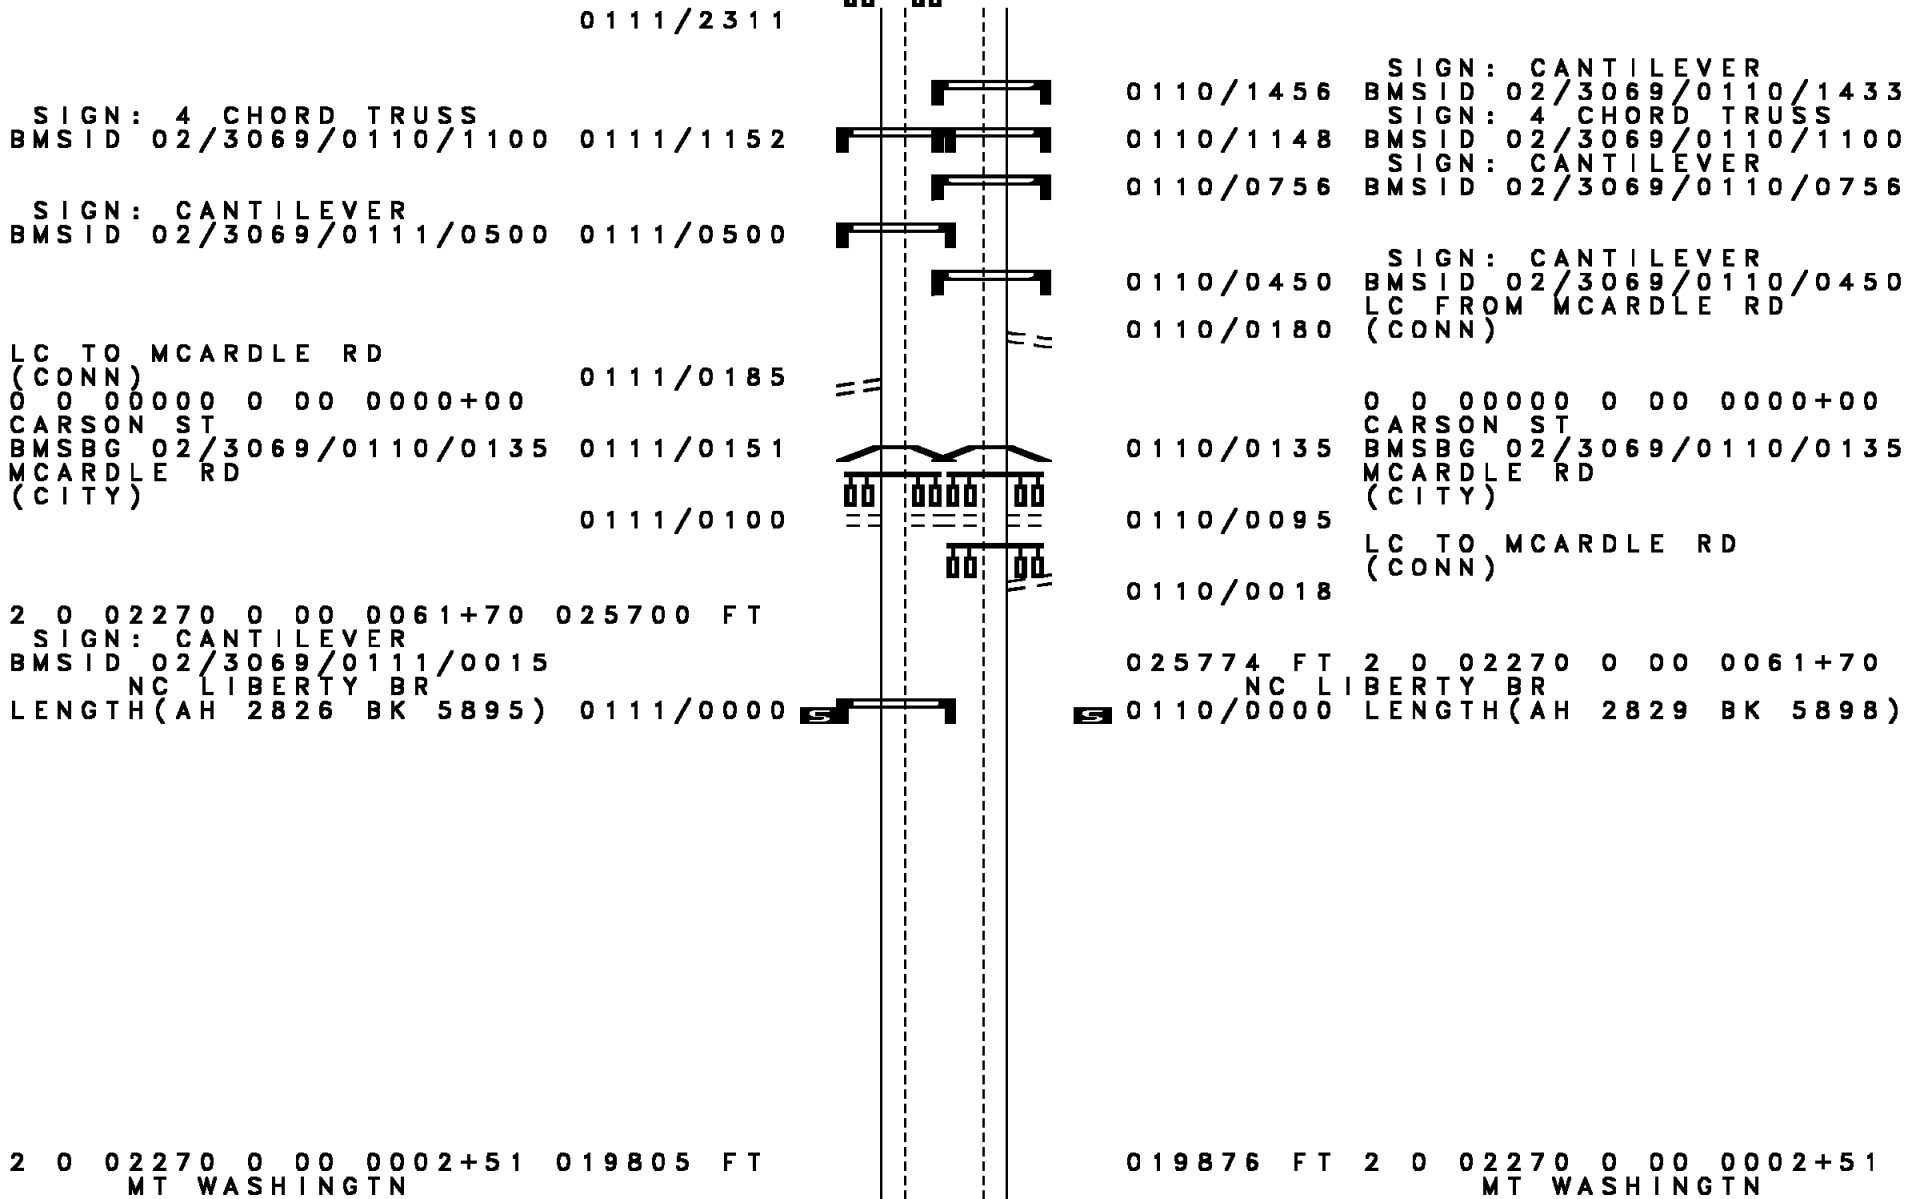 0111/2311
SIGN: CANTILEVER
0110/1456 BMSID 02/3069/0110/1433
SIGN: 4 CHORD TRUSS
SIGN: 4 CHORD TRUSS
BMSID 02/3069/0110/1100 0111/1152
0110/1148 BMSID 02/3069/0110/1100
SIGN: CANTILEVER
0110/0756 BMSID 02/3069/0110/0756
SIGN: CANTILEVER
BMSID 02/3069/0111/0500 0111/0500
SIGN: CANTILEVER
0110/0450 BMSID 02/3069/0110/0450
LC FROM MCARDLE RD
0110/0180 (CONN)
LC TO MCARDLE RD
(CONN) 0111/0185
0 0 00000 0 00 0000+00
0 0 00000 0 00 0000+00
CARSON ST
CARSON ST
BMSBG 02/3069/0110/0135 0111/0151
0110/0135 BMSBG 02/3069/0110/0135
MCARDLE RD
MCARDLE RD
(CITY)
(CITY)
0111/0100
0110/0095
LC TO MCARDLE RD
(CONN)
0110/0018
2 0 02270 0 00 0061+70 025700 FT
SIGN: CANTILEVER
BMSID 02/3069/0111/0015
025774 FT 2 0 02270 0 00 0061+70
NC LIBERTY BR
NC LIBERTY BR
LENGTH(AH 2826 BK 5895) 0111/0000 S
S 0110/0000 LENGTH(AH 2829 BK 5898)
2 0 02270 0 00 0002+51 019805 FT
019876 FT 2 0 02270 0 00 0002+51
MT WASHINGTN
MT WASHINGTN